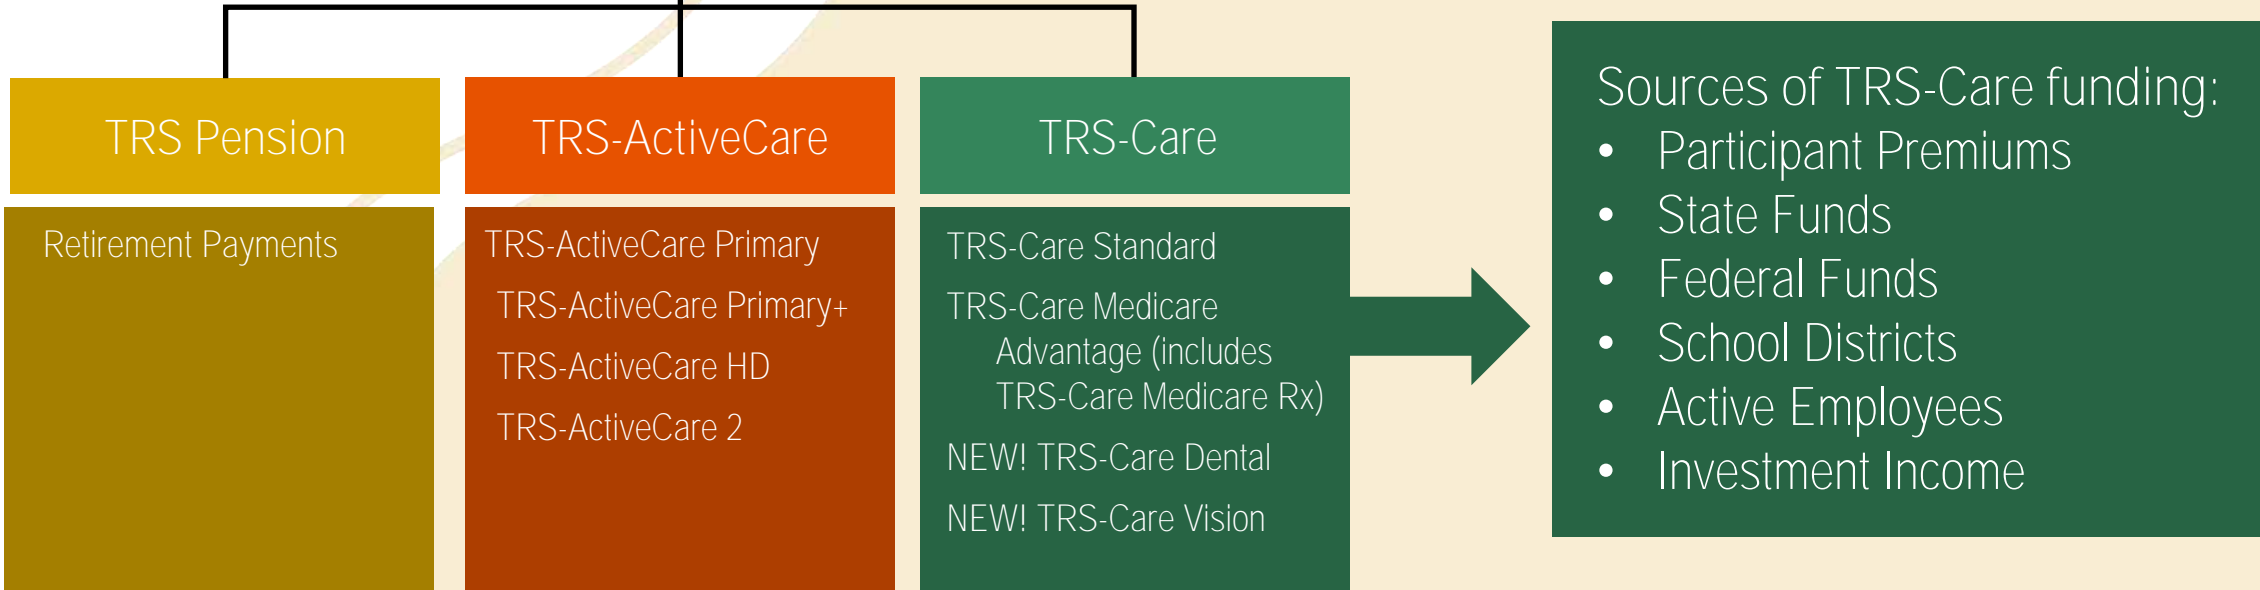 TRS Pension
Retirement Payments
TRS-ActiveCare
TRS-ActiveCare Primary
TRS-ActiveCare Primary+
TRS-ActiveCare HD
TRS-ActiveCare 2
TRS-Care
TRS-Care Standard
TRS-Care Medicare
Advantage (includes
TRS-Care Medicare Rx)
NEW! TRS-Care Dental
NEW! TRS-Care Vision
Sources of TRS-Care funding:
• Participant Premiums
• State Funds
• Federal Funds
• School Districts
• Active Employees
• Investment Income